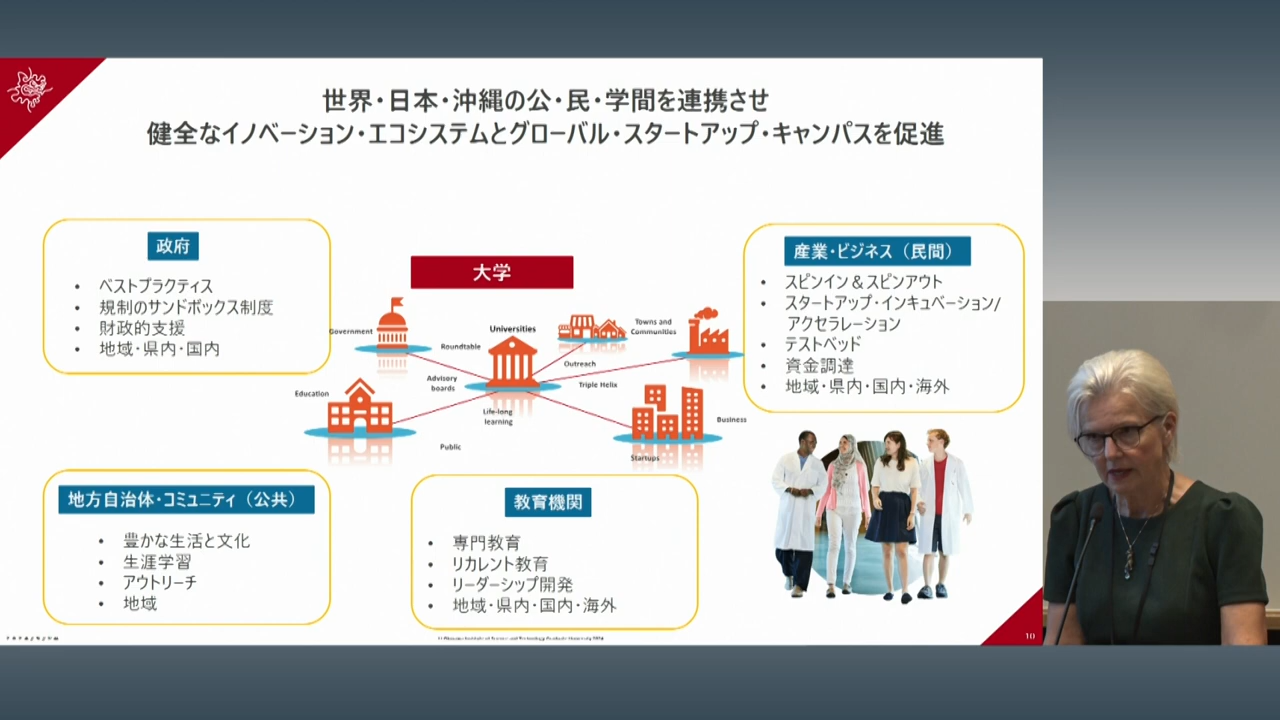 世界・日本・沖縄の公・民・学間を連携させ
健全なイノベーション・エコシステムとグローバル・スタートアップ・キャンパスを促進
政府
• ベストプラクティス
• 規制のサンドボックス制度
• 財政的支援
• 地域・県内・国内
大学
Government
Roundtable
Universities
Towns and
Communities
Outreach
Advisory
boards
Triple Helix
Education
Life-long
learning
Business
Public
Startups
産業・ビジネス（民間）
• スピンイン＆スピンアウト
• スタートアップ・インキュベーション/
アクセラレーション
• テストベッド
• 資金調達
• 地域・県内・国内・海外
地方自治体・コミュニティ（公共）
• 豊かな生活と文化
• 生涯学習
• アウトリーチ
• 地域
教育機関
• 専門教育
• リカレント教育
• リーダーシップ開発
• 地域・県内・国内・海外
10